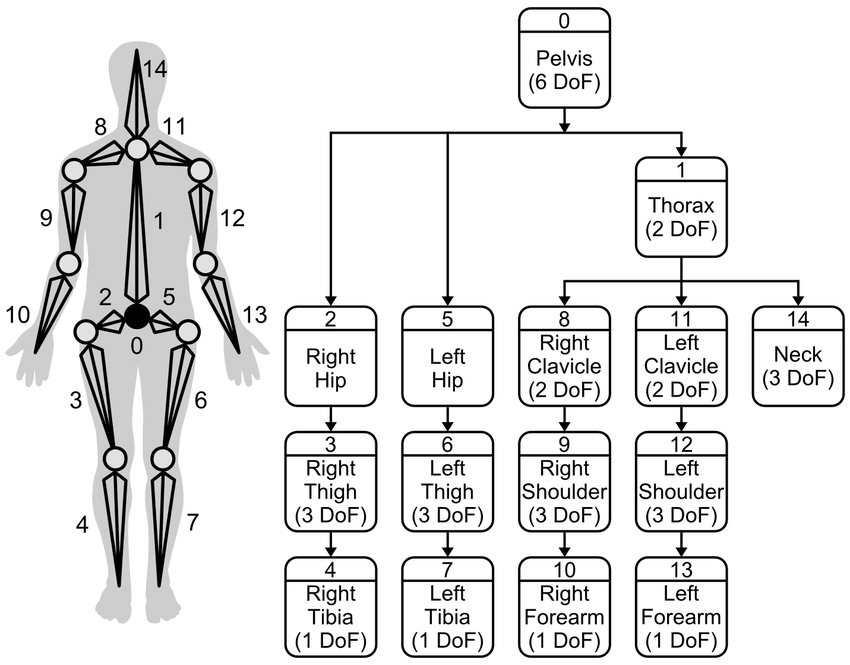 14
8
11
9
1
12
10
2
5
13
0
3
6
4
7
0
Pelvis
(6 DoF)
1
Thorax
(2 DoF)
2
Right
Hip
5
Left
Hip
8
Right
Clavicle
(2 DoF)
11
Left
Clavicle
(2 DoF)
14
Neck
(3 DoF)
3
Right
Thigh
(3 DoF)
6
Left
Thigh
(3 DoF)
9
Right
Shoulder
(3 DoF)
12
Left
Shoulder
(3 DoF)
4
Right
Tibia
(1 DoF)
7
Left
Tibia
(1 DoF)
10
Right
Forearm
(1 DoF)
13
Left
Forearm
(1 DoF)